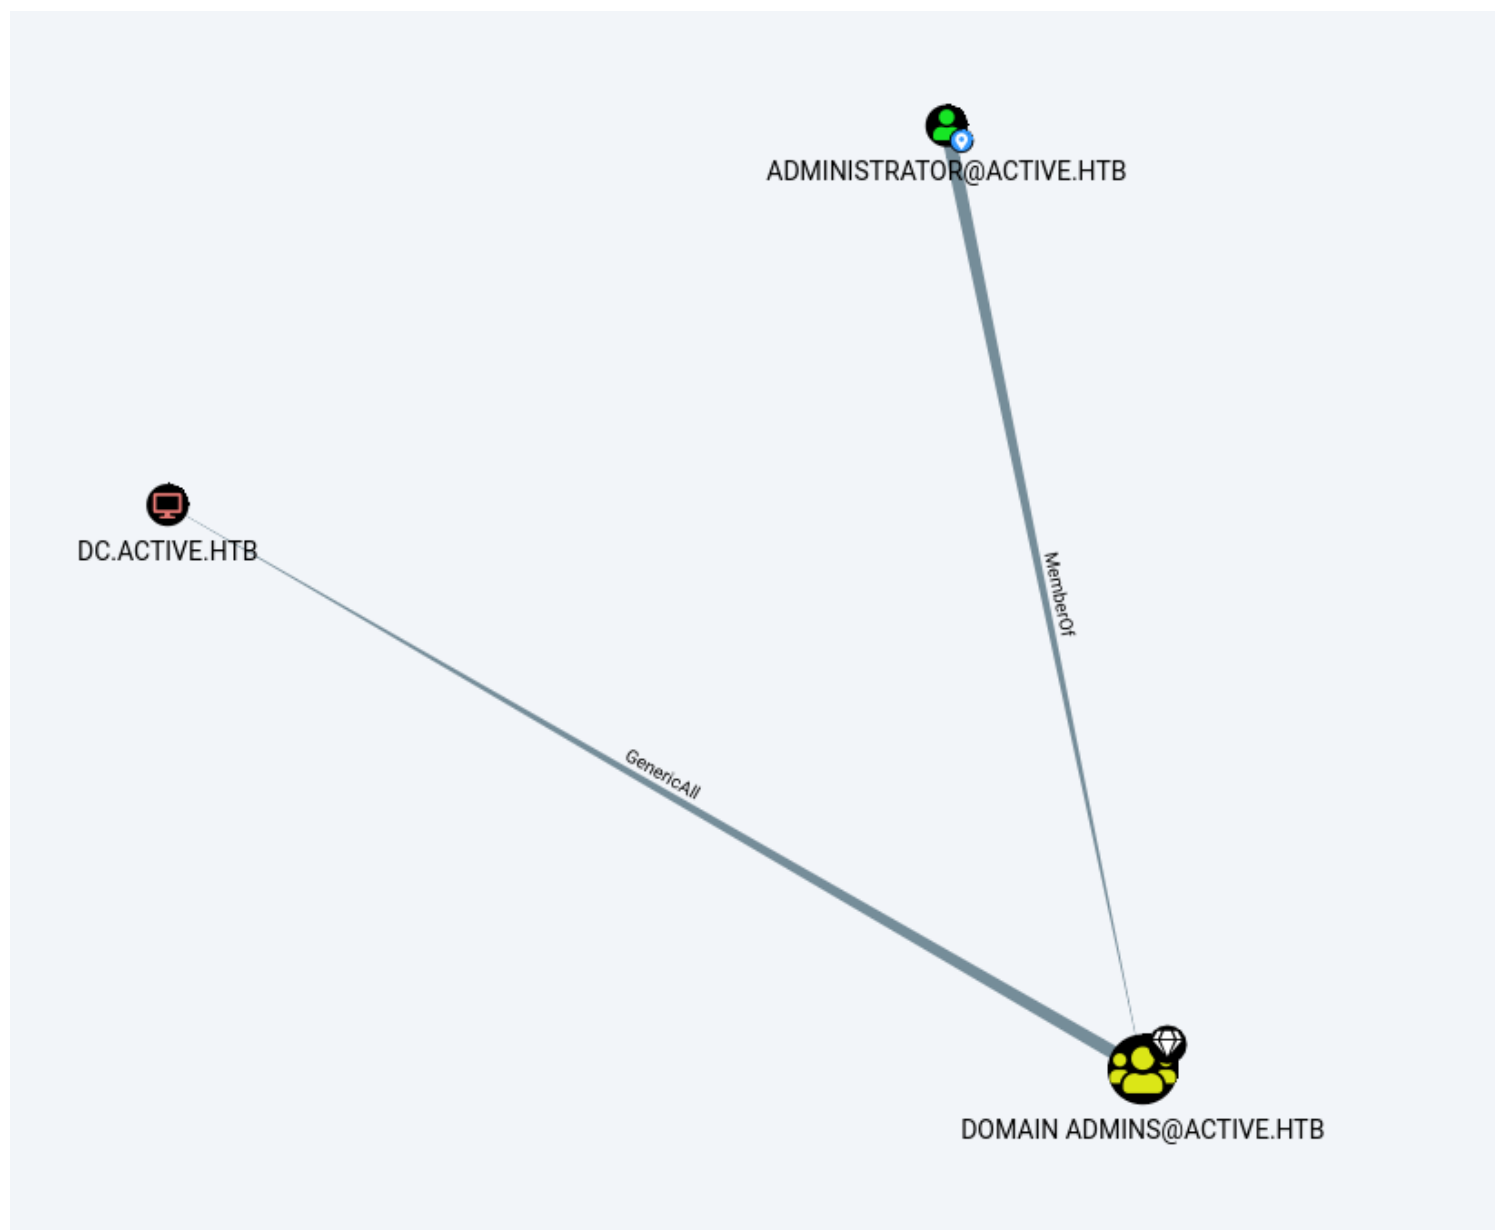 ADMINISTRATOR@ACTIVE.HTB
DC.ACTIVE.HTB
MemberOf
GenericAll
DOMAIN ADMINS@ACTIVE.HTB